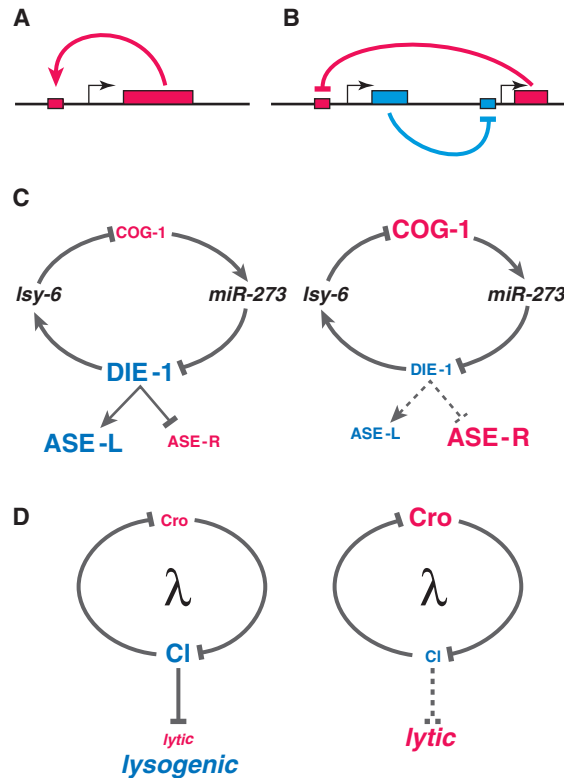 A
B
C
COG-1
lsy-6
miR-273
DIE-1
ASE-L
ASE-R
COG-1
lsy-6
miR-273
DIE-1
ASE-L
ASE-R
D
Cro
λ
CI
lytic
lysogenic
Cro
λ
CI
lytic